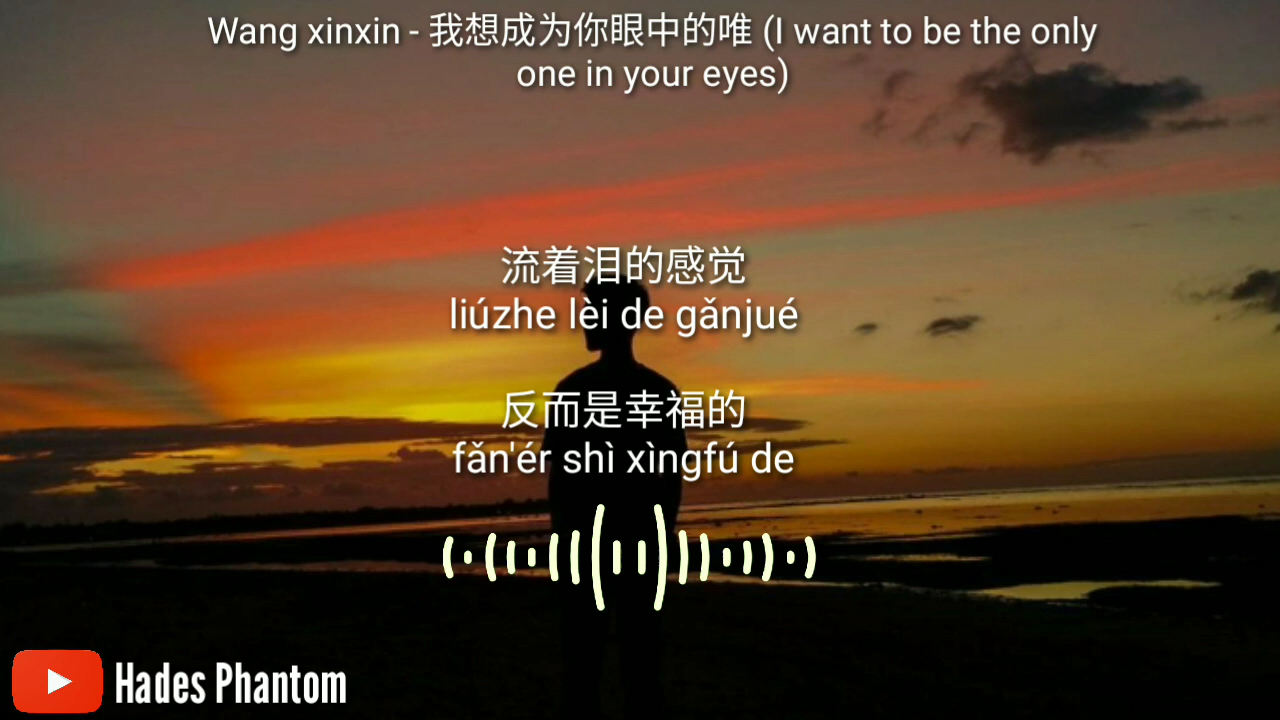 Wang xinxin - 我想成为你眼中的唯 (I want to be the only
one in your eyes)
流着泪的感觉
liúzhe lèi de gǎnjué
反而是幸福的
fǎn'ér shì xìngfú de
Hades Phantom